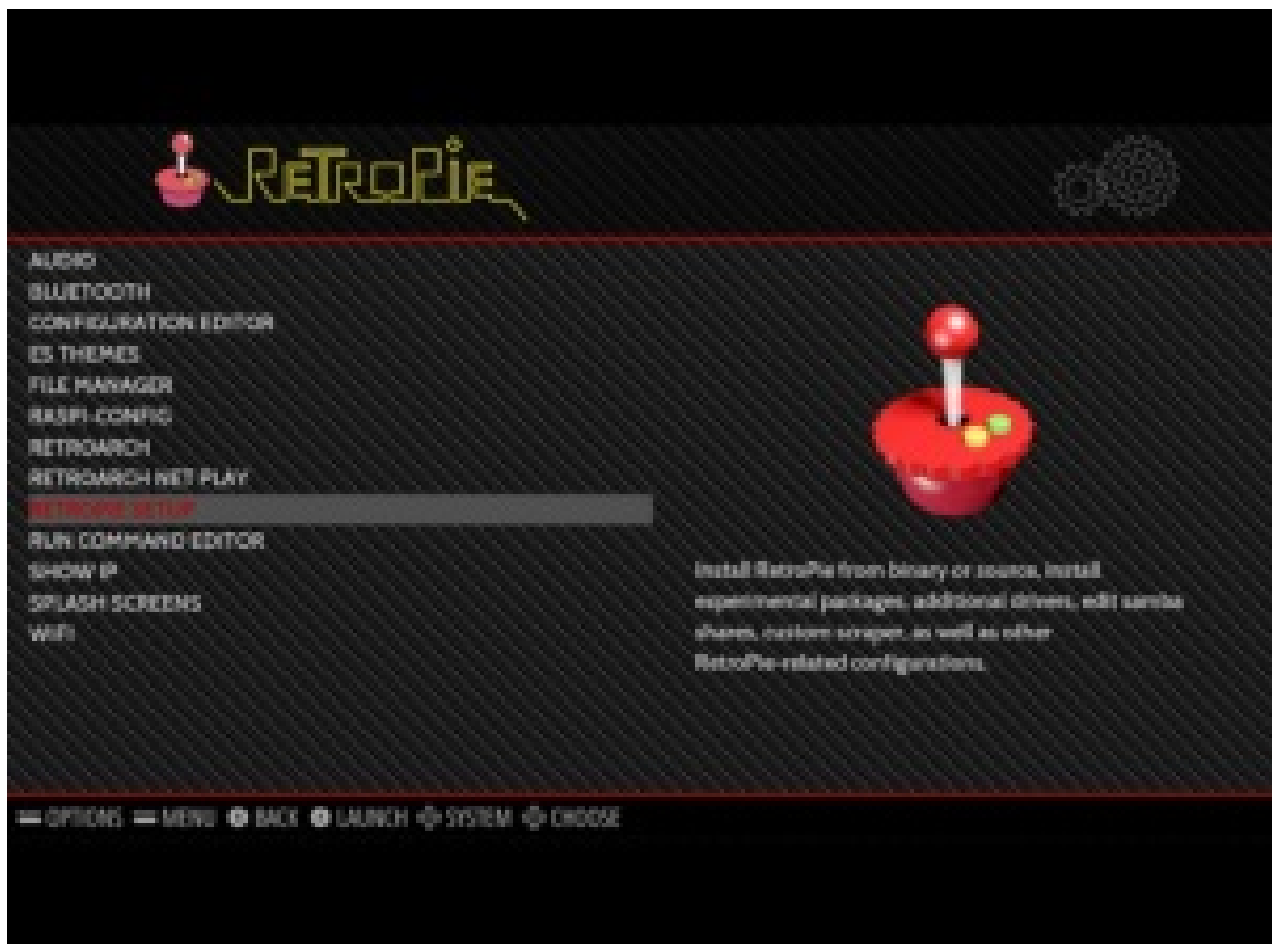 RETROPIE
AUDIO
BLUETOOTH
CONFIGURATION EDITOR
ES THEMES
FILE MANAGER
RASPI-CONFIG
RETROARCH
RETROARCH NET PLAY
RETROPIE SETUP
RUN COMMAND EDITOR
SHOW IP
SPLASH SCREENS
WIFI
Install RetroPie from binary or source, install
experimental packages, additional drivers, edit samba
shares, custom scraper, as well as other
RetroPie-related configurations.
OPTIONS MENU BACK LAUNCH SYSTEM CHOOSE